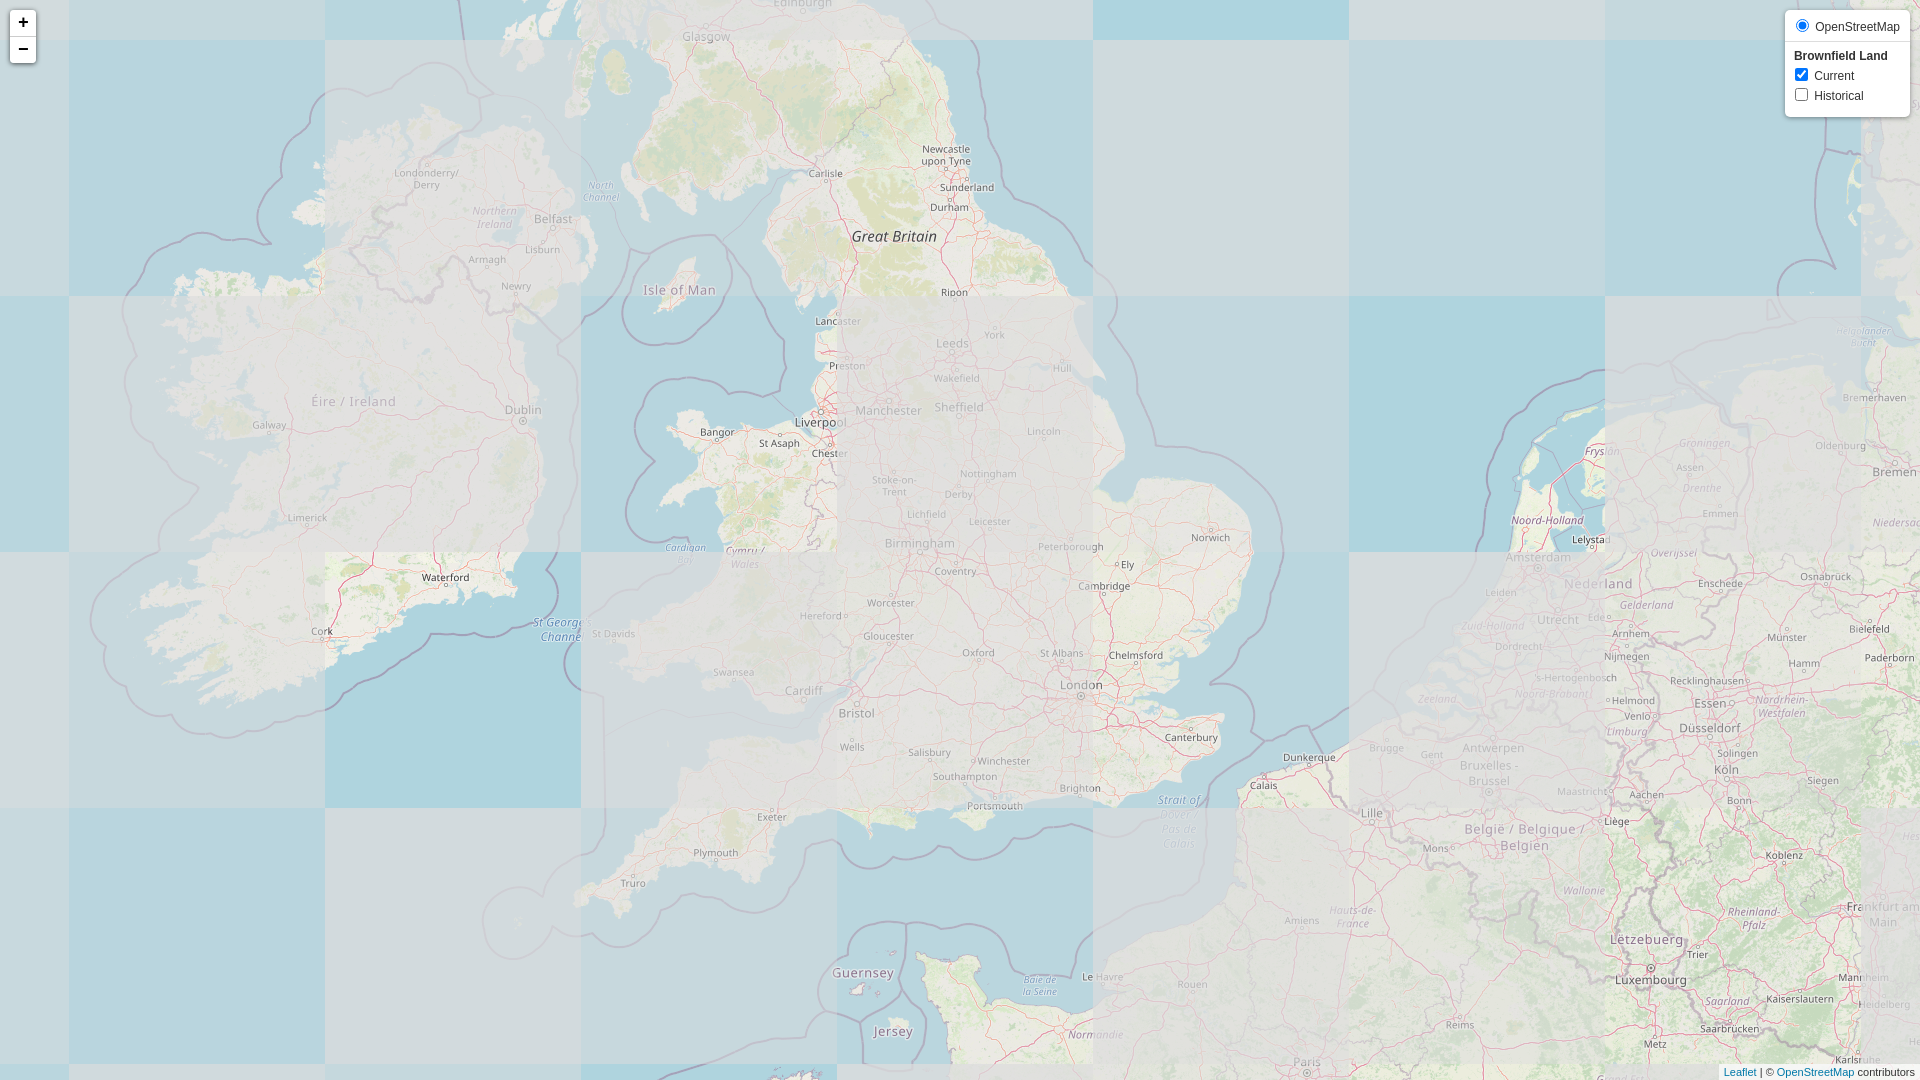 +
−
OpenStreetMap
Brownfield Land
Current
Historical
Edinburgh
Glasgow
Londonderry/
Derry
North
Channel
Northern
Ireland
Belfast
Lisburn
Armagh
Newry
Newcastle
upon Tyne
Carlisle
Sunderland
Durham
Great Britain
Isle of Man
Ripon
Lancaster
York
Leeds
Preston
Hull
Wakefield
Éire / Ireland
Dublin
Galway
Manchester
Sheffield
Liverpool
Bangor
St Asaph
Chester
Lincoln
Nottingham
Stoke-on-
Trent
Derby
Lichfield
Leicester
Limerick
Norwich
Birmingham
Peterborough
Cardigan
Bay
Cymru /
Wales
Ely
Coventry
Waterford
Cambridge
Worcester
Hereford
St George's
Channel
Cork
St Davids
Gloucester
Oxford
St Albans
Chelmsford
Swansea
Cardiff
London
Bristol
Canterbury
Wells
Salisbury
Winchester
Southampton
Brighton
Portsmouth
Exeter
Plymouth
Truro
Strait of
Dover /
Pas de
Calais
Dunkerque
Calais
Guernsey
Jersey
Baie de
la Seine
Le Havre
Rouen
Normandie
Amiens
Hauts-de-
France
Lille
Paris
Reims
Helgoländer
Bucht
Bremerhaven
Groningen
Fryslân
Assen
Oldenburg
Drenthe
Bremen
Emmen
Noord-Holland
Lelystad
Amsterdam
Overijssel
Nederland
Enschede
Osnabrück
Leiden
Gelderland
Zuid-Holland
Utrecht
Ede
Arnhem
Münster
Bielefeld
Dordrecht
Nijmegen
Hamm
Paderborn
's-Hertogenbosch
Recklinghausen
Zeeland
Noord-Brabant
Helmond
Essen
Nordrhein-
Westfalen
Venlo
Düsseldorf
Limburg
Brugge
Gent
Antwerpen
Solingen
Bruxelles -
Brussel
Köln
Siegen
Maastricht
Aachen
Bonn
Liège
België / Belgique /
Belgien
Mons
Koblenz
Wallonie
Frankfurt am
Main
Rheinland-
Pfalz
Lëtzebuerg
Trier
Luxembourg
Mannheim
Saarland
Kaiserslautern
Heidelberg
Saarbrücken
Metz
Karlsruhe
Leaflet | © OpenStreetMap contributors